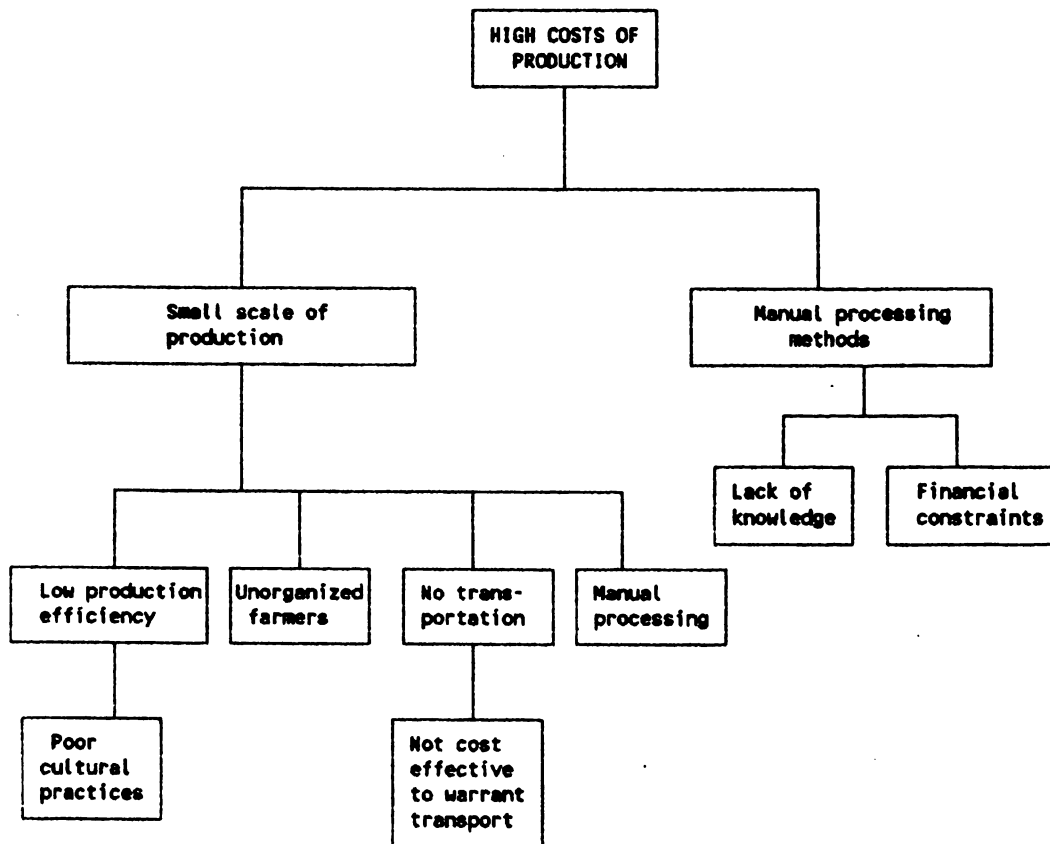 HIGH COSTS OF
PRODUCTION
Small scale of
production
Manual processing
methods
Lack of
knowledge
Financial
constraints
Low production
efficiency
Unorganized
farmers
No trans-
portation
Manual
processing
Poor
cultural
practices
Not cost
effective
to warrant
transport